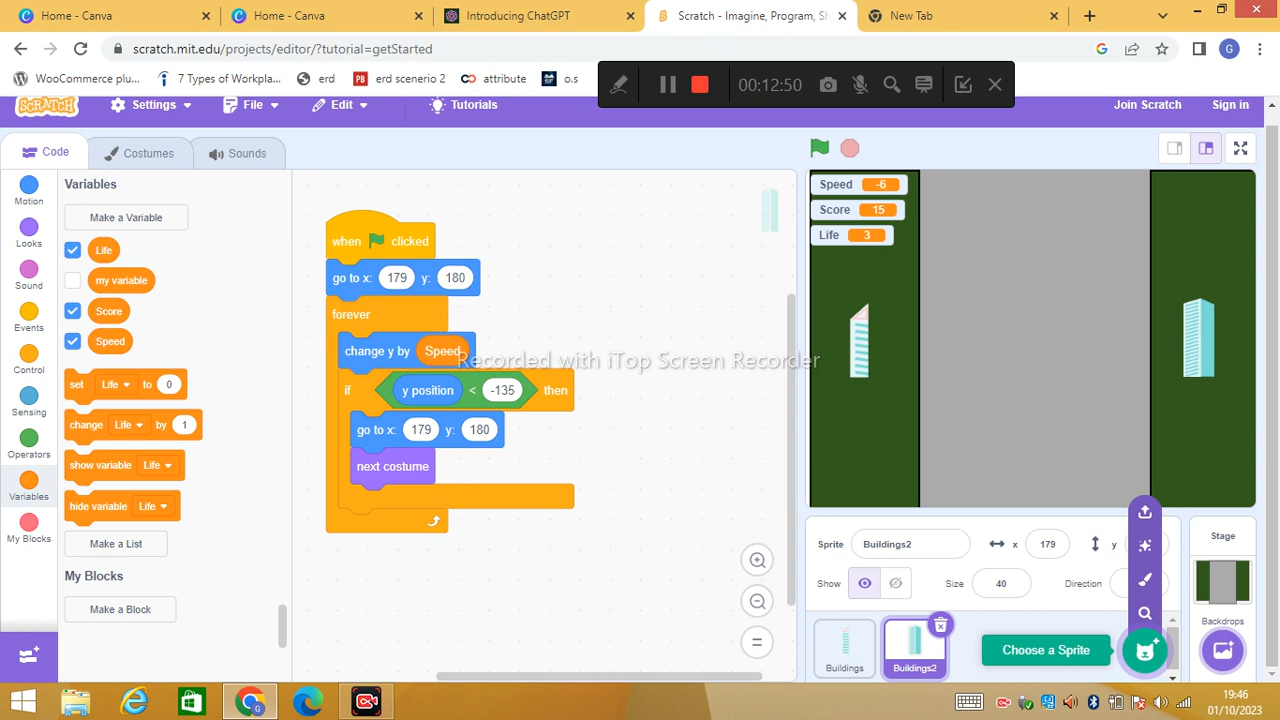 Home - Canva
Home - Canva
Introducing ChatGPT
Scratch - Imagine, Program, Sh
New Tab
scratch.mit.edu/projects/editor/?tutorial=getStarted
G
WooCommerce plu...
7 Types of Workpla...
erd
PB erd scenerio 2
attribute
o.s
00:12:50
SCRATCH
Settings
File
Edit
Tutorials
Join Scratch
Sign in
Code
Costumes
Sounds
Motion
Looks
Sound
Events
Control
Sensing
Operators
Variables
My Blocks
Variables
Make a Variable
Life
my variable
Score
Speed
set Life to 0
change Life by 1
show variable Life
hide variable Life
Make a List
My Blocks
Make a Block
when clicked
go to x: 179 y: 180
forever
change y by Speed
if y position < -135 then
go to x: 179 y: 180
next costume
Recorded with iTop Screen Recorder
Speed -6
Score 15
Life 3
Sprite Buildings2 x 179 y
Show Size 40 Direction
Buildings
Buildings2
Choose a Sprite
Stage
Backdrops
19:46
01/10/2023